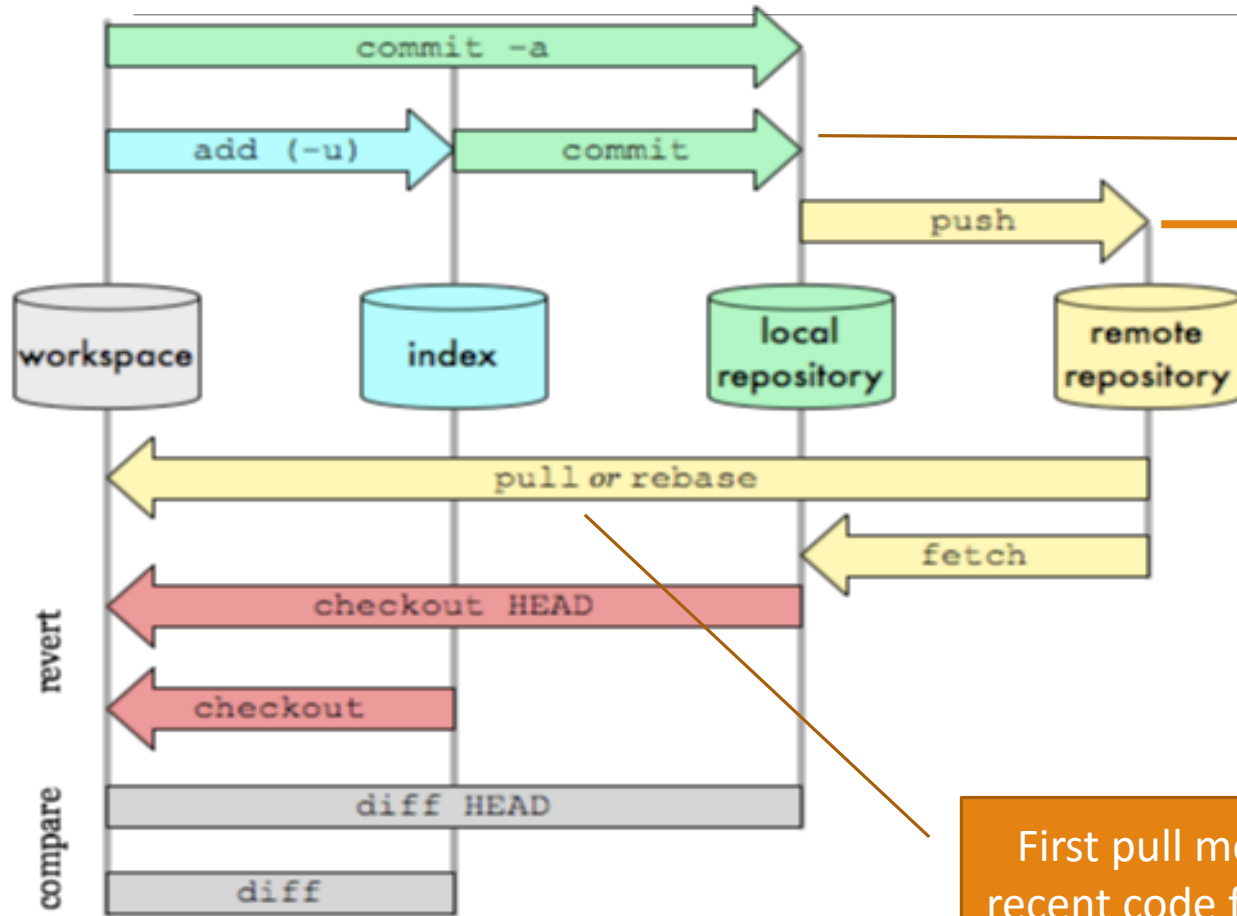 commit -a
add (-u)
commit
push
workspace
index
local
repository
remote
repository
pull or rebase
fetch
revert
checkout HEAD
checkout
compare
diff HEAD
diff
First pull
recent code